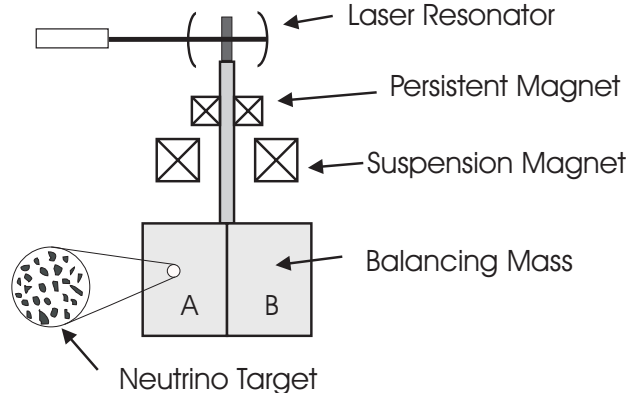 Laser Resonator
Persistent Magnet
Suspension Magnet
Balancing Mass
A B
Neutrino Target